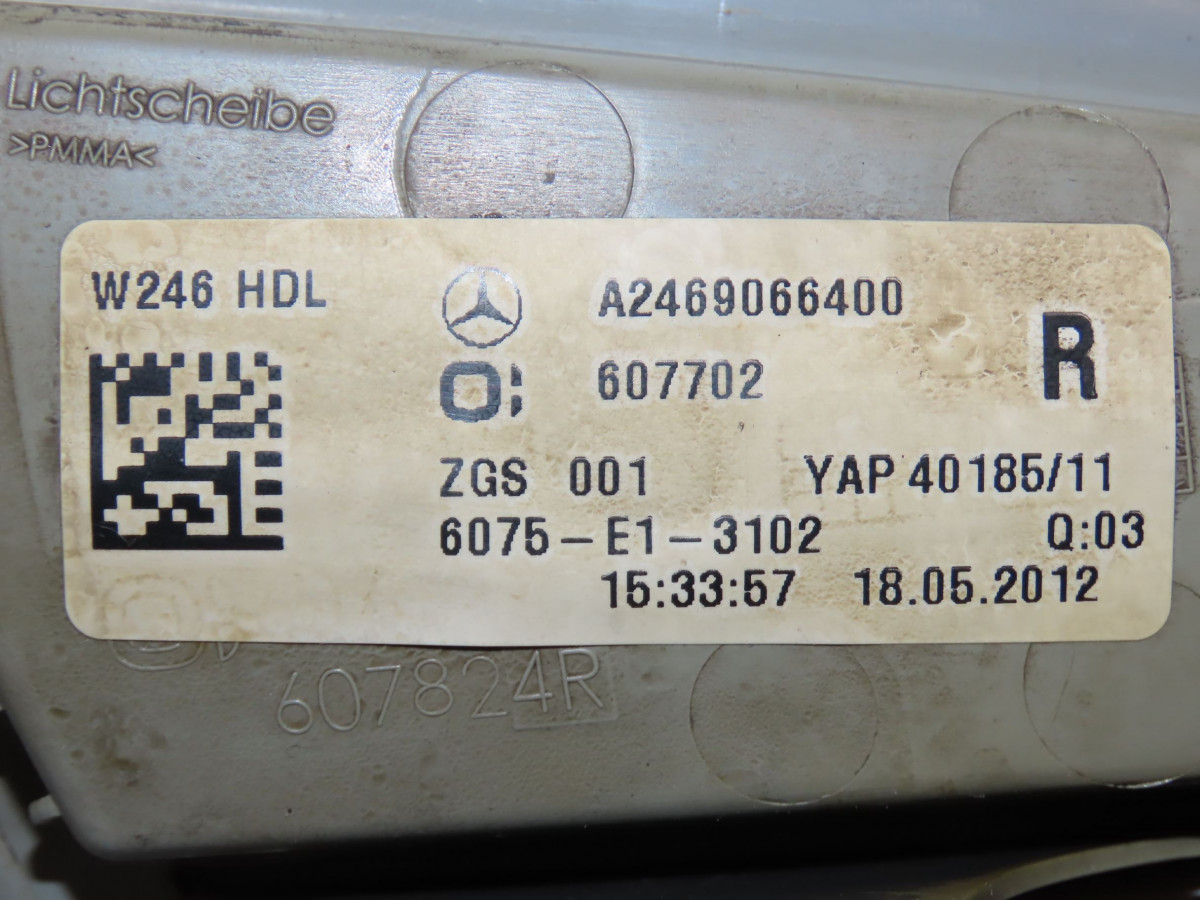 Lichtscheibe
>PMMA<
W246 HDL
A2469066400
607702
R
ZGS 001 YAP 40185/11
6075-E1-3102 Q:03
15:33:57 18.05.2012
607824R